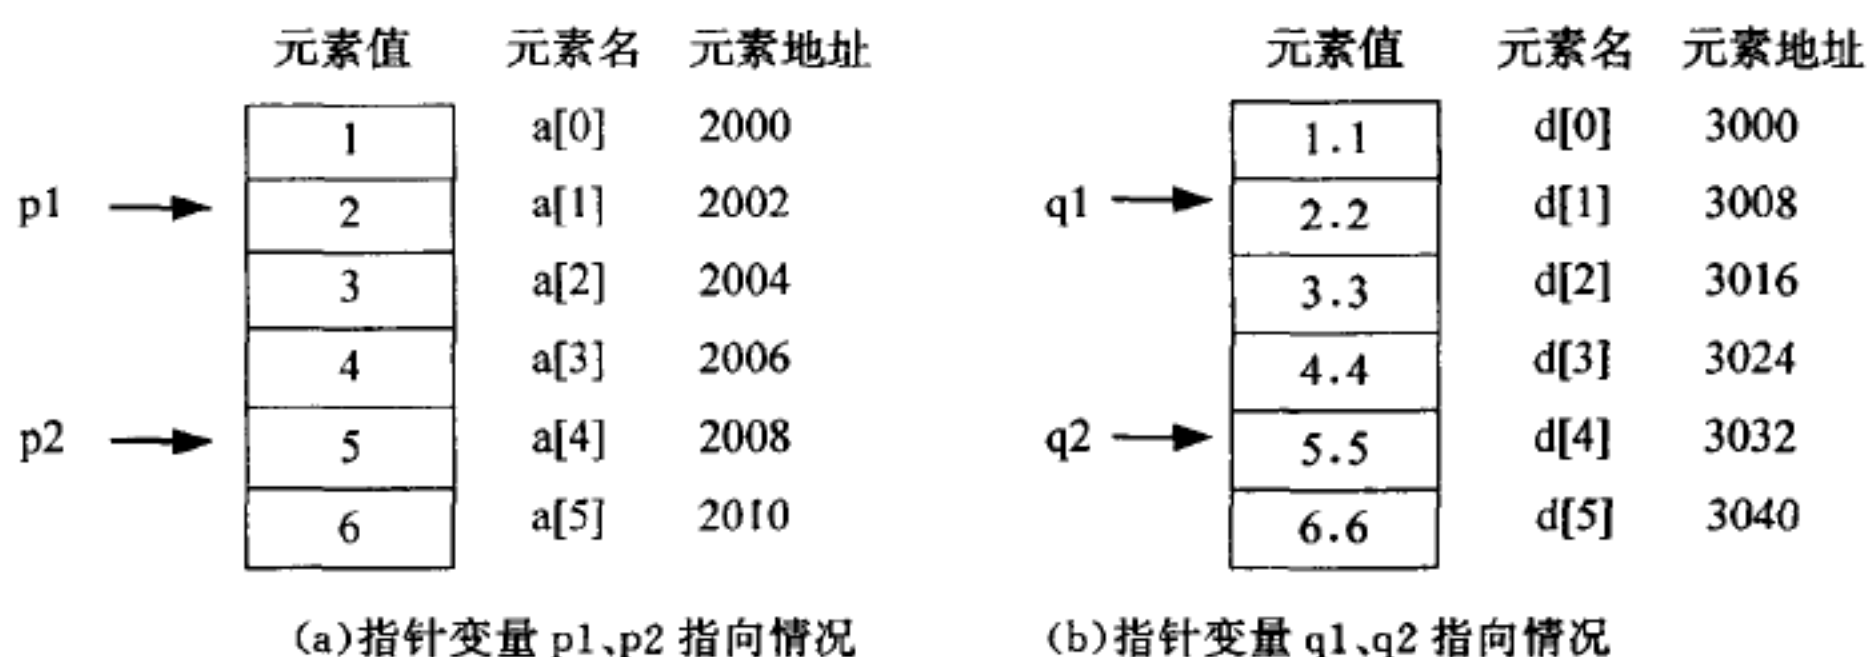 元素值 元素名 元素地址 元素值 元素名 元素地址
1 a[0] 2000 1.1 d[0] 3000
p1 2 a[1] 2002 q1 2.2 d[1] 3008
3 a[2] 2004 3.3 d[2] 3016
4 a[3] 2006 4.4 d[3] 3024
p2 5 a[4] 2008 q2 5.5 d[4] 3032
6 a[5] 2010 6.6 d[5] 3040
(a)指针变量 p1、p2 指向情况 (b)指针变量 q1、q2 指向情况